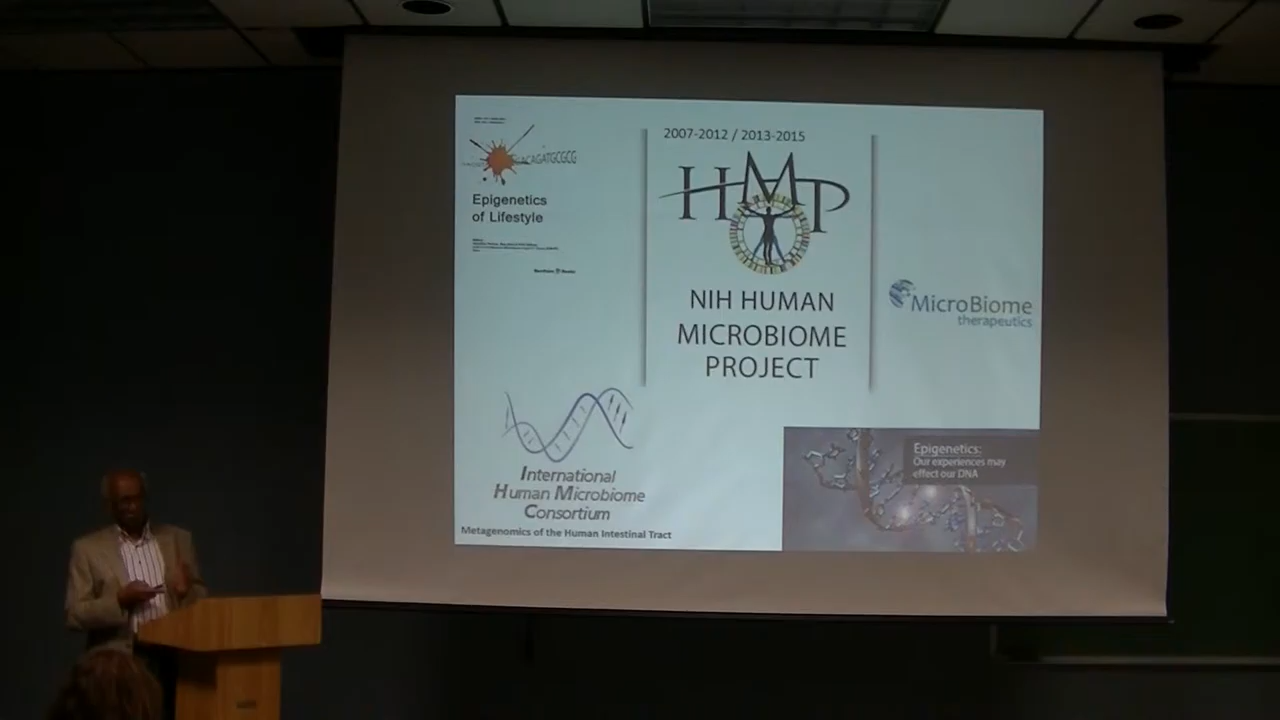 ACAGATGCGCG
Epigenetics
of Lifestyle
2007-2012 / 2013-2015
HMP
NIH HUMAN
MICROBIOME
PROJECT
MicroBiome
therapeutics
International
Human Microbiome
Consortium
Metagenomics of the Human Intestinal Tract
Epigenetics:
Our experiences may
effect our DNA